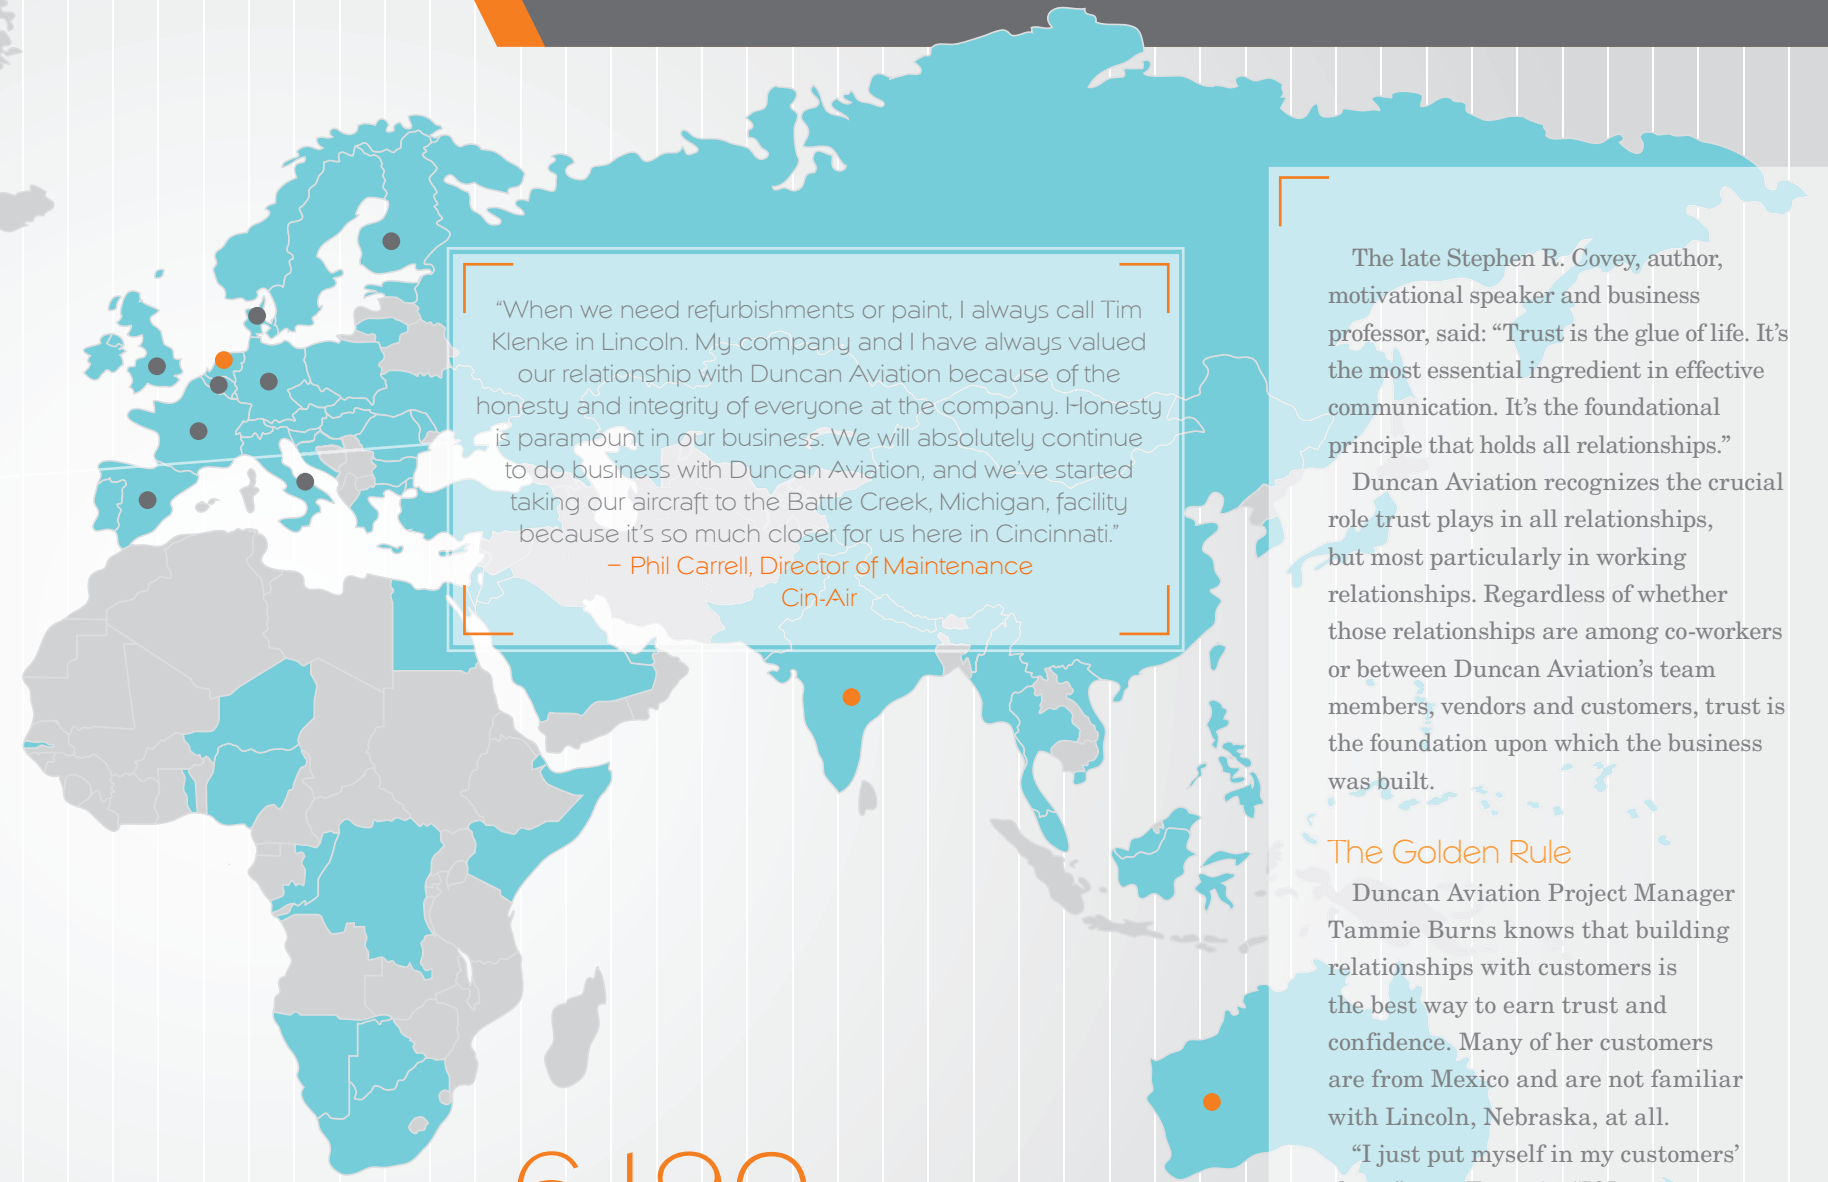 “When we need refurbishments or paint, I always call Tim
Klenke in Lincoln. My company and I have always valued
our relationship with Duncan Aviation because of the
honesty and integrity of everyone at the company. Honesty
is paramount in our business. We will absolutely continue
to do business with Duncan Aviation, and we’ve started
taking our aircraft to the Battle Creek, Michigan, facility
because it’s so much closer for us here in Cincinnati.”
– Phil Carrell, Director of Maintenance
Cin-Air
The late Stephen R. Covey, author,
motivational speaker and business
professor, said: “Trust is the glue of life. It’s
the most essential ingredient in effective
communication. It’s the foundational
principle that holds all relationships.”
Duncan Aviation recognizes the crucial
role trust plays in all relationships,
but most particularly in working
relationships. Regardless of whether
those relationships are among co-workers
or between Duncan Aviation’s team
members, vendors and customers, trust is
the foundation upon which the business
was built.
The Golden Rule
Duncan Aviation Project Manager
Tammie Burns knows that building
relationships with customers is
the best way to earn trust and
confidence. Many of her customers
are from Mexico and are not familiar
with Lincoln, Nebraska, at all.
“I just put myself in my customers’